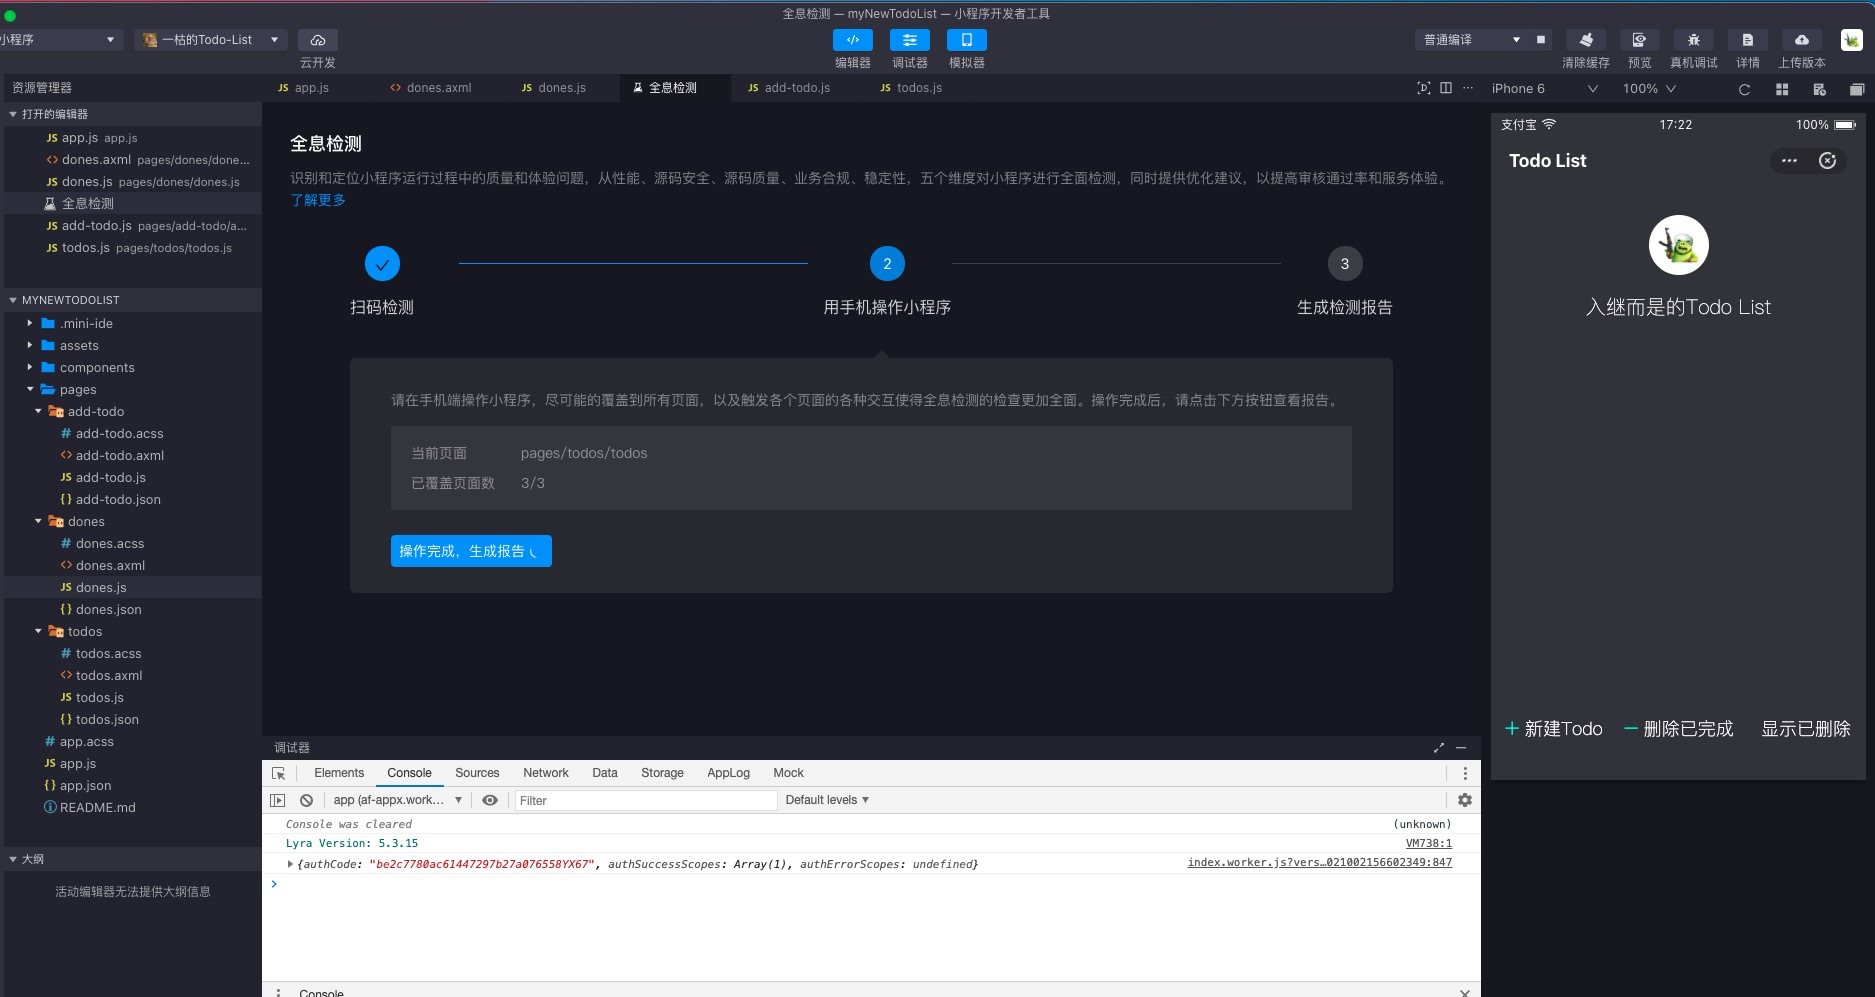 全息检测 — myNewTodoList — 小程序开发者工具
小程序
一枯的Todo-List
云开发
编辑器
调试器
模拟器
普通编译
清除缓存
预览
真机调试
详情
上传版本
资源管理器
打开的编辑器
JS app.js app.js
<> dones.axml pages/dones/done...
JS dones.js pages/dones/dones.js
全息检测
JS add-todo.js pages/add-todo/a...
JS todos.js pages/todos/todos.js
MYNEWTODOLIST
.mini-ide
assets
components
pages
add-todo
# add-todo.acss
<> add-todo.axml
JS add-todo.js
{} add-todo.json
dones
# dones.acss
<> dones.axml
JS dones.js
{} dones.json
todos
# todos.acss
<> todos.axml
JS todos.js
{} todos.json
# app.acss
JS app.js
{} app.json
README.md
大纲
活动编辑器无法提供大纲信息
JS app.js
<> dones.axml
JS dones.js
全息检测
JS add-todo.js
JS todos.js
全息检测
识别和定位小程序运行过程中的质量和体验问题，从性能、源码安全、源码质量、业务合规、稳定性，五个维度对小程序进行全面检测，同时提供优化建议，以提高审核通过率和服务体验。
了解更多
2
3
扫码检测
用手机操作小程序
生成检测报告
请在手机端操作小程序，尽可能的覆盖到所有页面，以及触发各个页面的各种交互使得全息检测的检查更加全面。操作完成后，请点击下方按钮查看报告。
当前页面 pages/todos/todos
已覆盖页面数 3/3
操作完成，生成报告
调试器
Elements Console Sources Network Data Storage AppLog Mock
app (af-appx.work... Filter Default levels
Console was cleared (unknown)
Lyra Version: 5.3.15 VM738:1
{authCode: "be2c7780ac61447297b27a076558YX67", authSuccessScopes: Array(1), authErrorScopes: undefined} index.worker.js?vers…021002156602349:847
Console
iPhone 6 100%
支付宝 17:22 100%
Todo List
入继而是的Todo List
+ 新建Todo
− 删除已完成
显示已删除